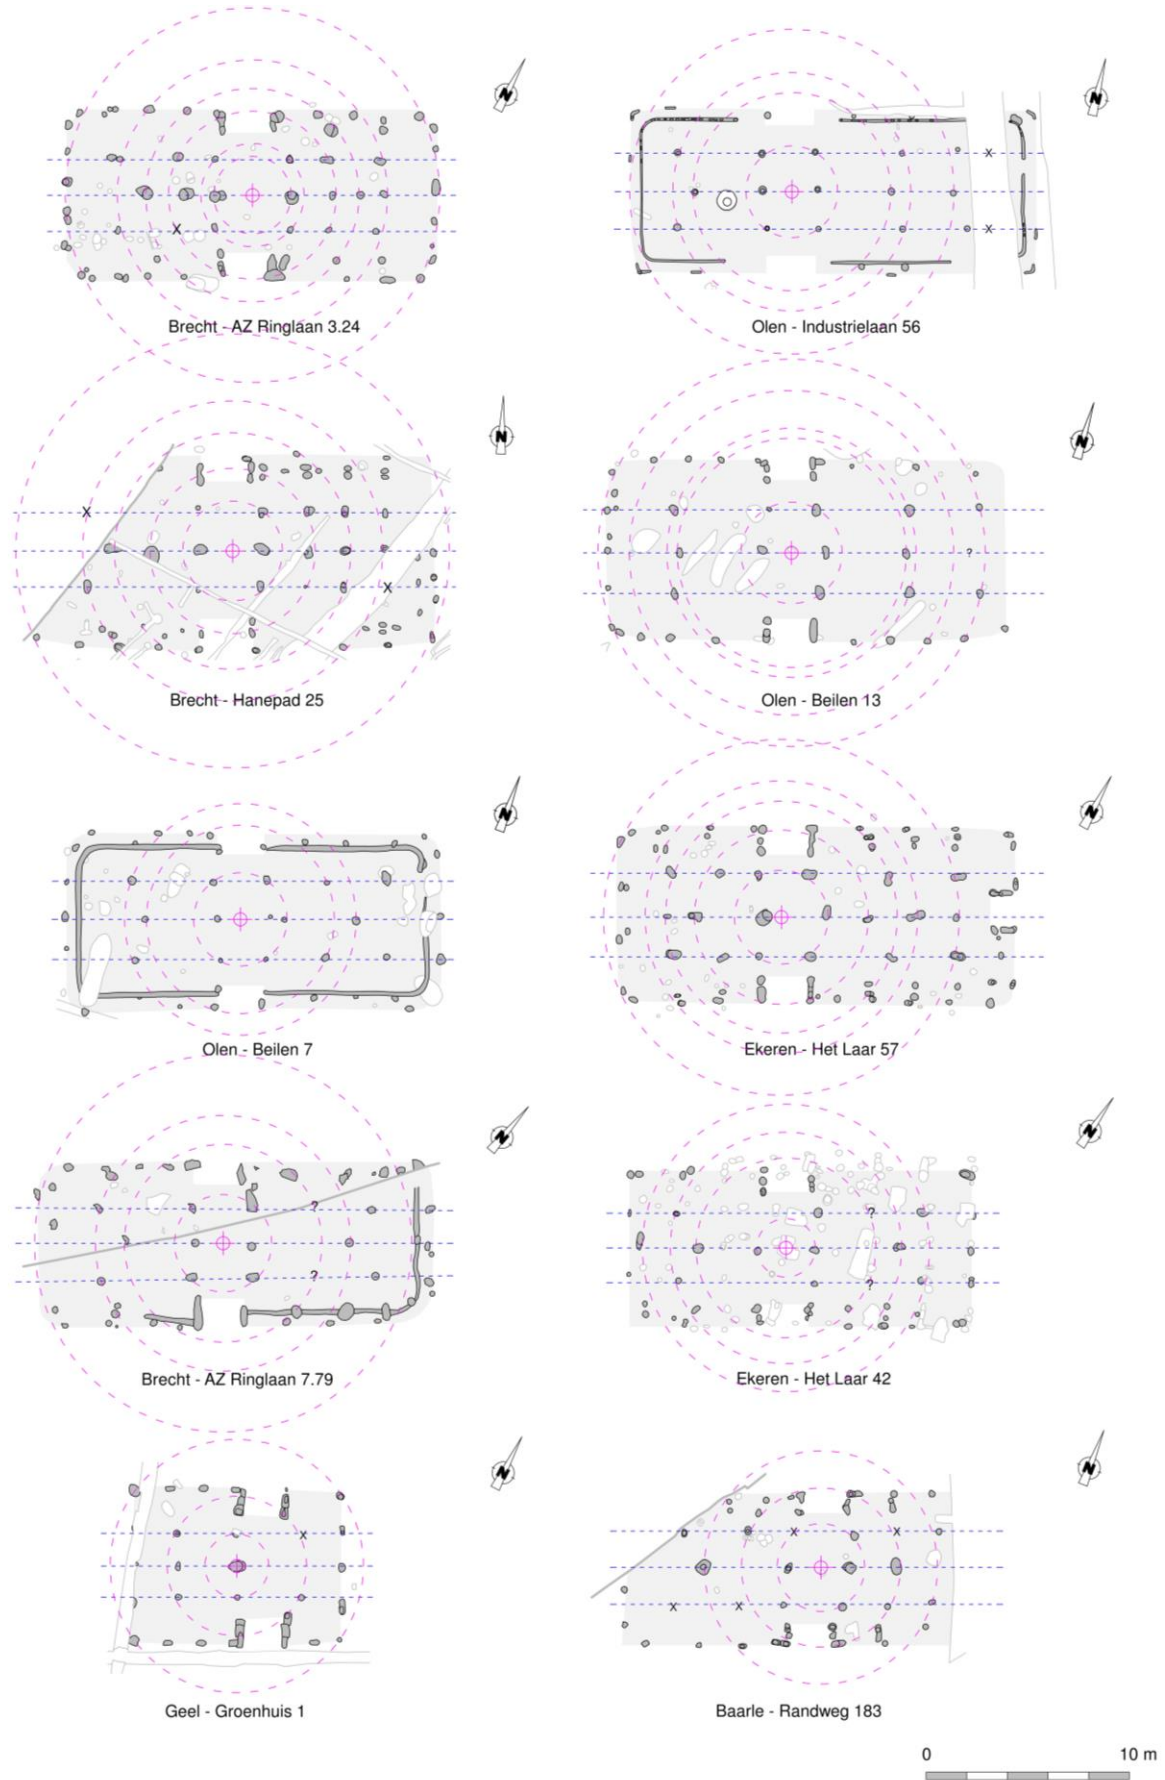 N
N
X
X
X
Brecht - AZ Ringlaan 3.24
Olen - Industrielaan 56
N
N
X
?
X
Brecht - Hanepad 25
Olen - Beilen 13
N
N
Olen - Beilen 7
Ekeren - Het Laar 57
N
N
?
?
?
?
Brecht - AZ Ringlaan 7.79
Ekeren - Het Laar 42
N
N
X
X
X
X
X
Geel - Groenhuis 1
Baarle - Randweg 183
0
10 m